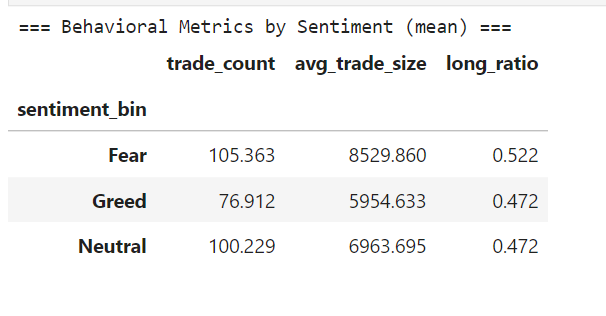 === Behavioral Metrics by Sentiment (mean) ===
trade_count avg_trade_size long_ratio
sentiment_bin
Fear 105.363 8529.860 0.522
Greed 76.912 5954.633 0.472
Neutral 100.229 6963.695 0.472